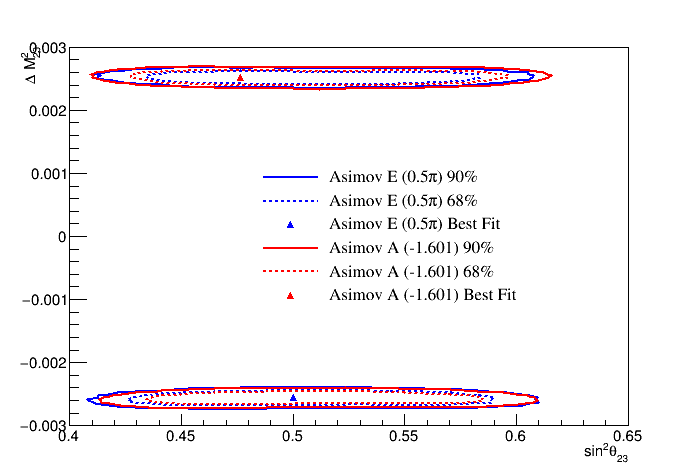 Δ M²₂₃
0.003
0.002
0.001
0
−0.001
−0.002
−0.003
Asimov E (0.5π) 90%
Asimov E (0.5π) 68%
Asimov E (0.5π) Best Fit
Asimov A (-1.601) 90%
Asimov A (-1.601) 68%
Asimov A (-1.601) Best Fit
0.4 0.45 0.5 0.55 0.6 0.65
sin²θ₂₃